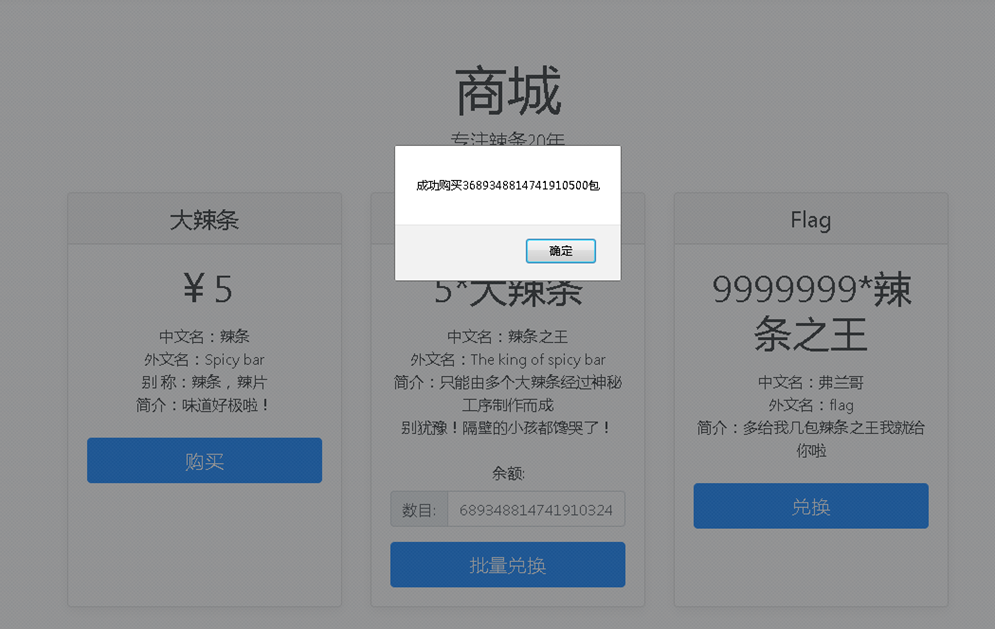 商城
专注辣条20年
成功购买3689348814741910500包
确定
大辣条
¥ 5
中文名：辣条
外文名：Spicy bar
别 称：辣条，辣片
简介：味道好极啦！
购买
5*大辣条
中文名：辣条之王
外文名：The king of spicy bar
简介：只能由多个大辣条经过神秘
工序制作而成
别犹豫！隔壁的小孩都馋哭了！
余额:
数目:
689348814741910324
批量兑换
Flag
9999999*辣
条之王
中文名：弗兰哥
外文名：flag
简介：多给我几包辣条之王我就给
你啦
兑换